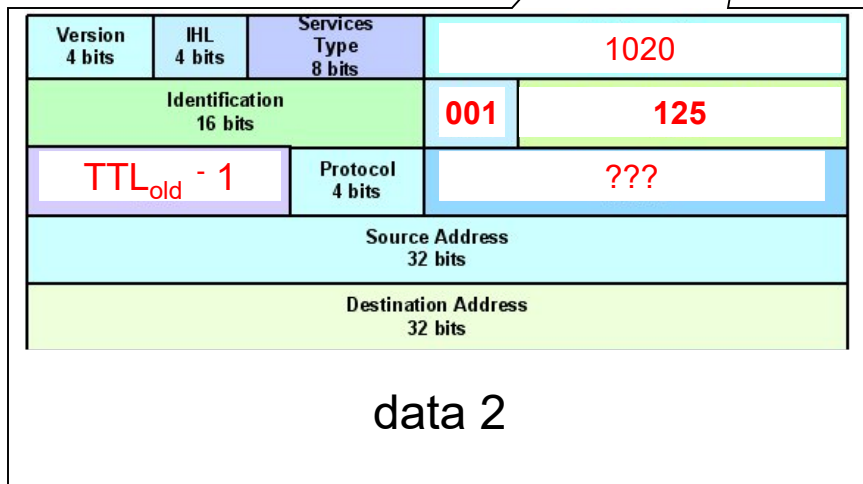 Version
4 bits
IHL
4 bits
Services
Type
8 bits
1020
Identification
16 bits
001
125
TTLold - 1
Protocol
4 bits
???
Source Address
32 bits
Destination Address
32 bits
data 2